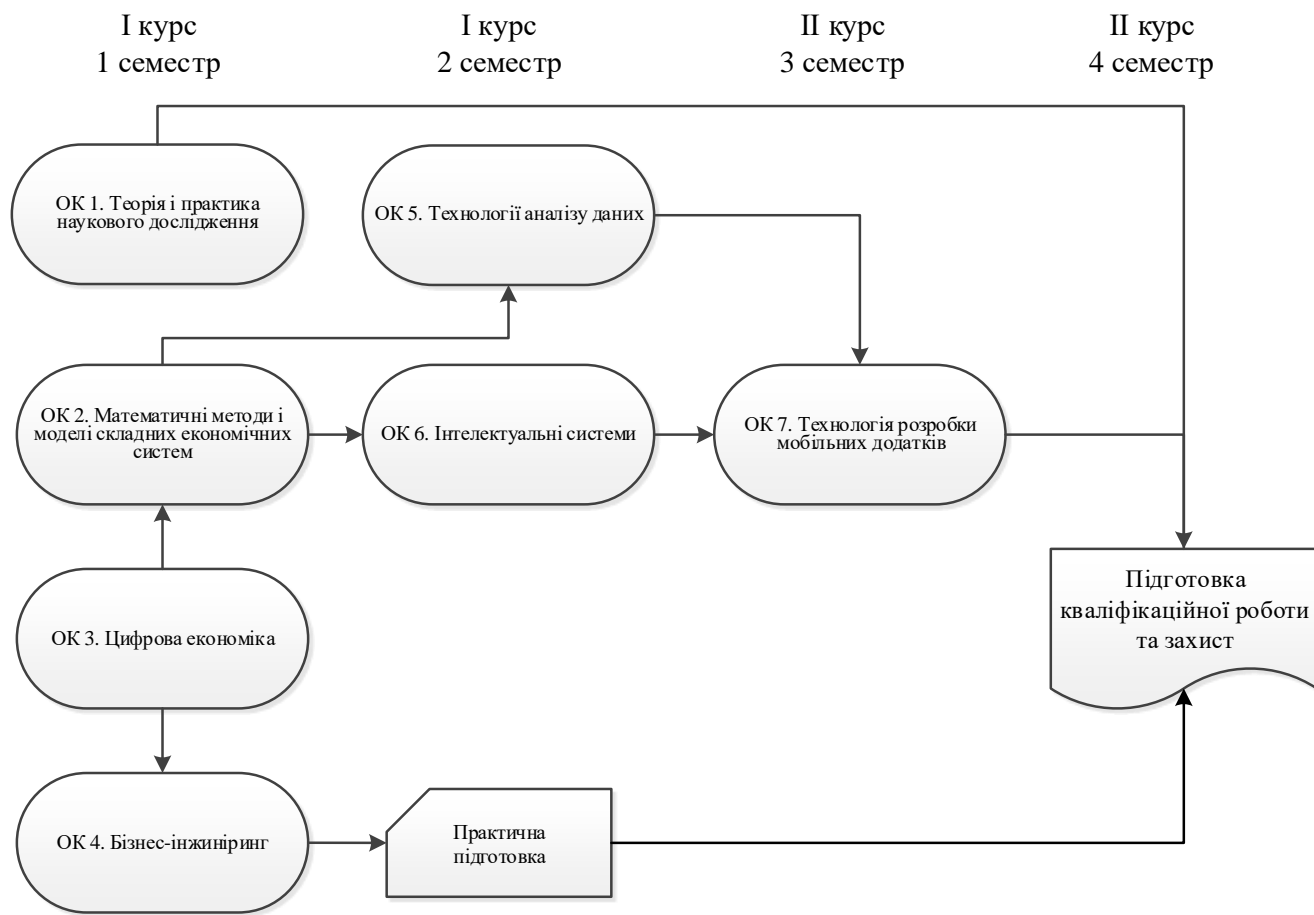 І курс
1 семестр
І курс
2 семестр
ІІ курс
3 семестр
ІІ курс
4 семестр
ОК 1. Теорія і практика
наукового дослідження
ОК 5. Технології аналізу даних
ОК 2. Математичні методи і
моделі складних економічних
систем
ОК 6. Інтелектуальні системи
ОК 7. Технологія розробки
мобільних додатків
ОК 3. Цифрова економіка
Підготовка
кваліфікаційної роботи
та захист
ОК 4. Бізнес-інжиніринг
Практична
підготовка